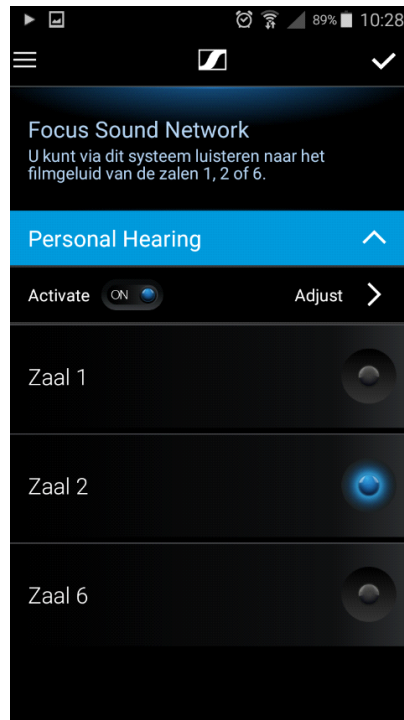 89% 10:28
Focus Sound Network
U kunt via dit systeem luisteren naar het
filmgeluid van de zalen 1, 2 of 6.
Personal Hearing
Activate ON Adjust
Zaal 1
Zaal 2
Zaal 6